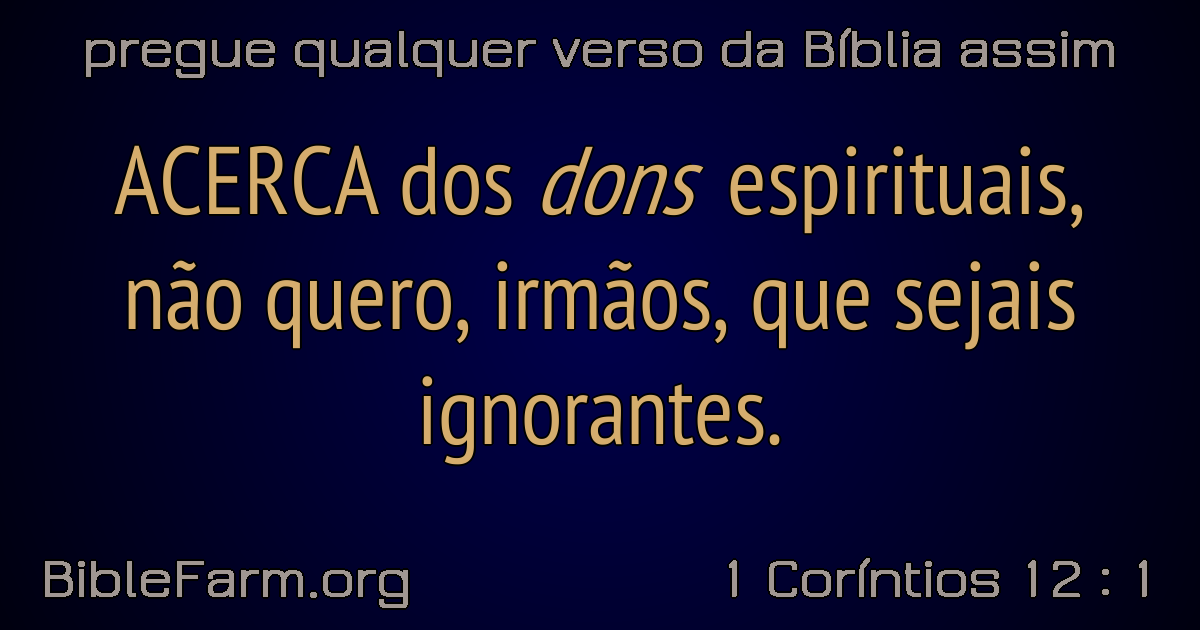 pregue qualquer verso da Bíblia assim
ACERCA dos dons espirituais,
não quero, irmãos, que sejais
ignorantes.
BibleFarm.org
1 Coríntios 12 : 1